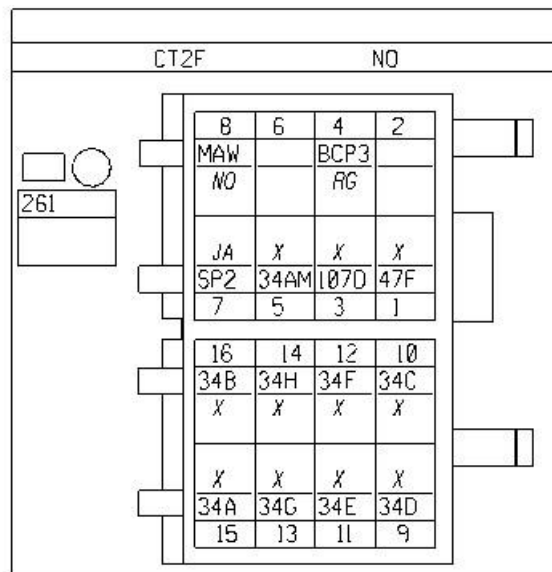 CT2F NO
8 6 4 2
MAW BCP3
NO RG
261
JA X X X
SP2 34AM 107D 47F
7 5 3 1
16 14 12 10
34B 34H 34F 34C
X X X X
X X X X
34A 34G 34E 34D
15 13 11 9